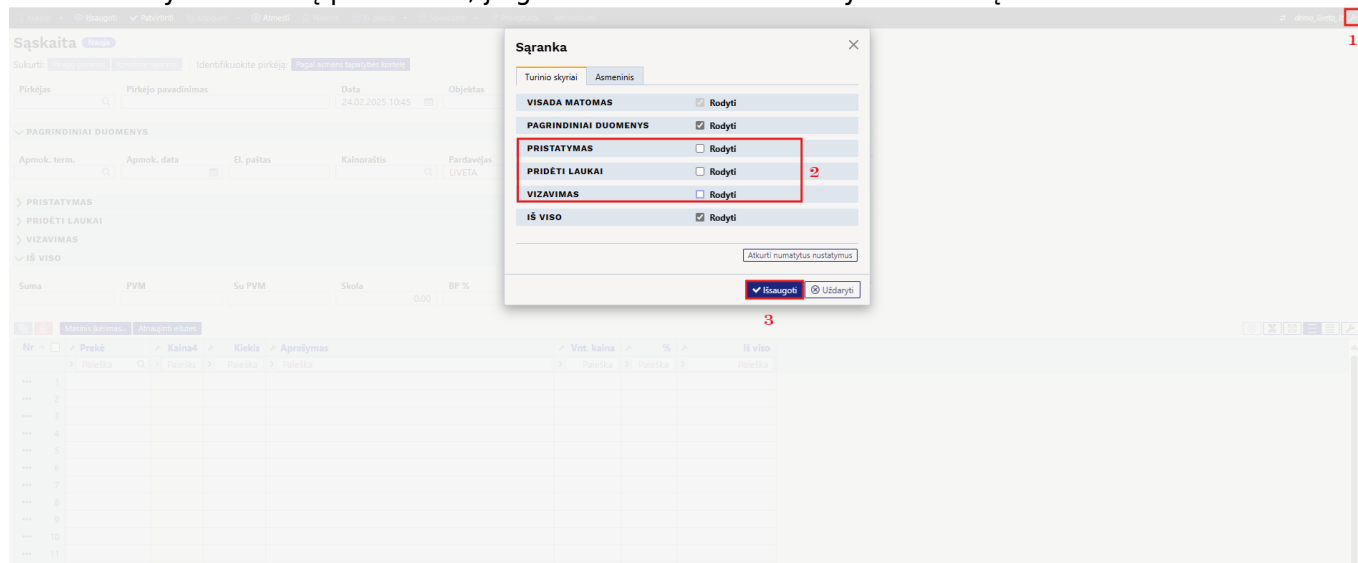 Išsaugoti Patvirtinti Atmesti demo_liveta_lt
1
Sąskaita Nauja
Sukurti: Identifikuokite pirkėją: Pagal asmens tapatybės kortelę
Pirkėjas Pirkėjo pavadinimas Data Objektas
24.02.2025 10:45
PAGRINDINIAI DUOMENYS
Apmok. term. Apmok. data El. paštas Kainoraštis Pardavėjas
LIVETA
PRISTATYMAS
PRIDĖTI LAUKAI
VIZAVIMAS
IŠ VISO
Suma PVM Su PVM Skola BP %
0.00
Sąranka
Turinio skyriai Asmeninis
VISADA MATOMAS Rodyti
PAGRINDINIAI DUOMENYS Rodyti
PRISTATYMAS Rodyti
PRIDĖTI LAUKAI Rodyti 2
VIZAVIMAS Rodyti
IŠ VISO Rodyti
Atkurti numatytus nustatymus
Išsaugoti Uždaryti
3
Masinis įkėlimas... Atnaujinti eilutes
Nr Prekė Kaina4 Kiekis Aprašymas Vnt. kaina % Iš viso
Paieška Paieška Paieška Paieška Paieška Paieška Paieška
1
2
3
4
5
6
7
8
9
10
11